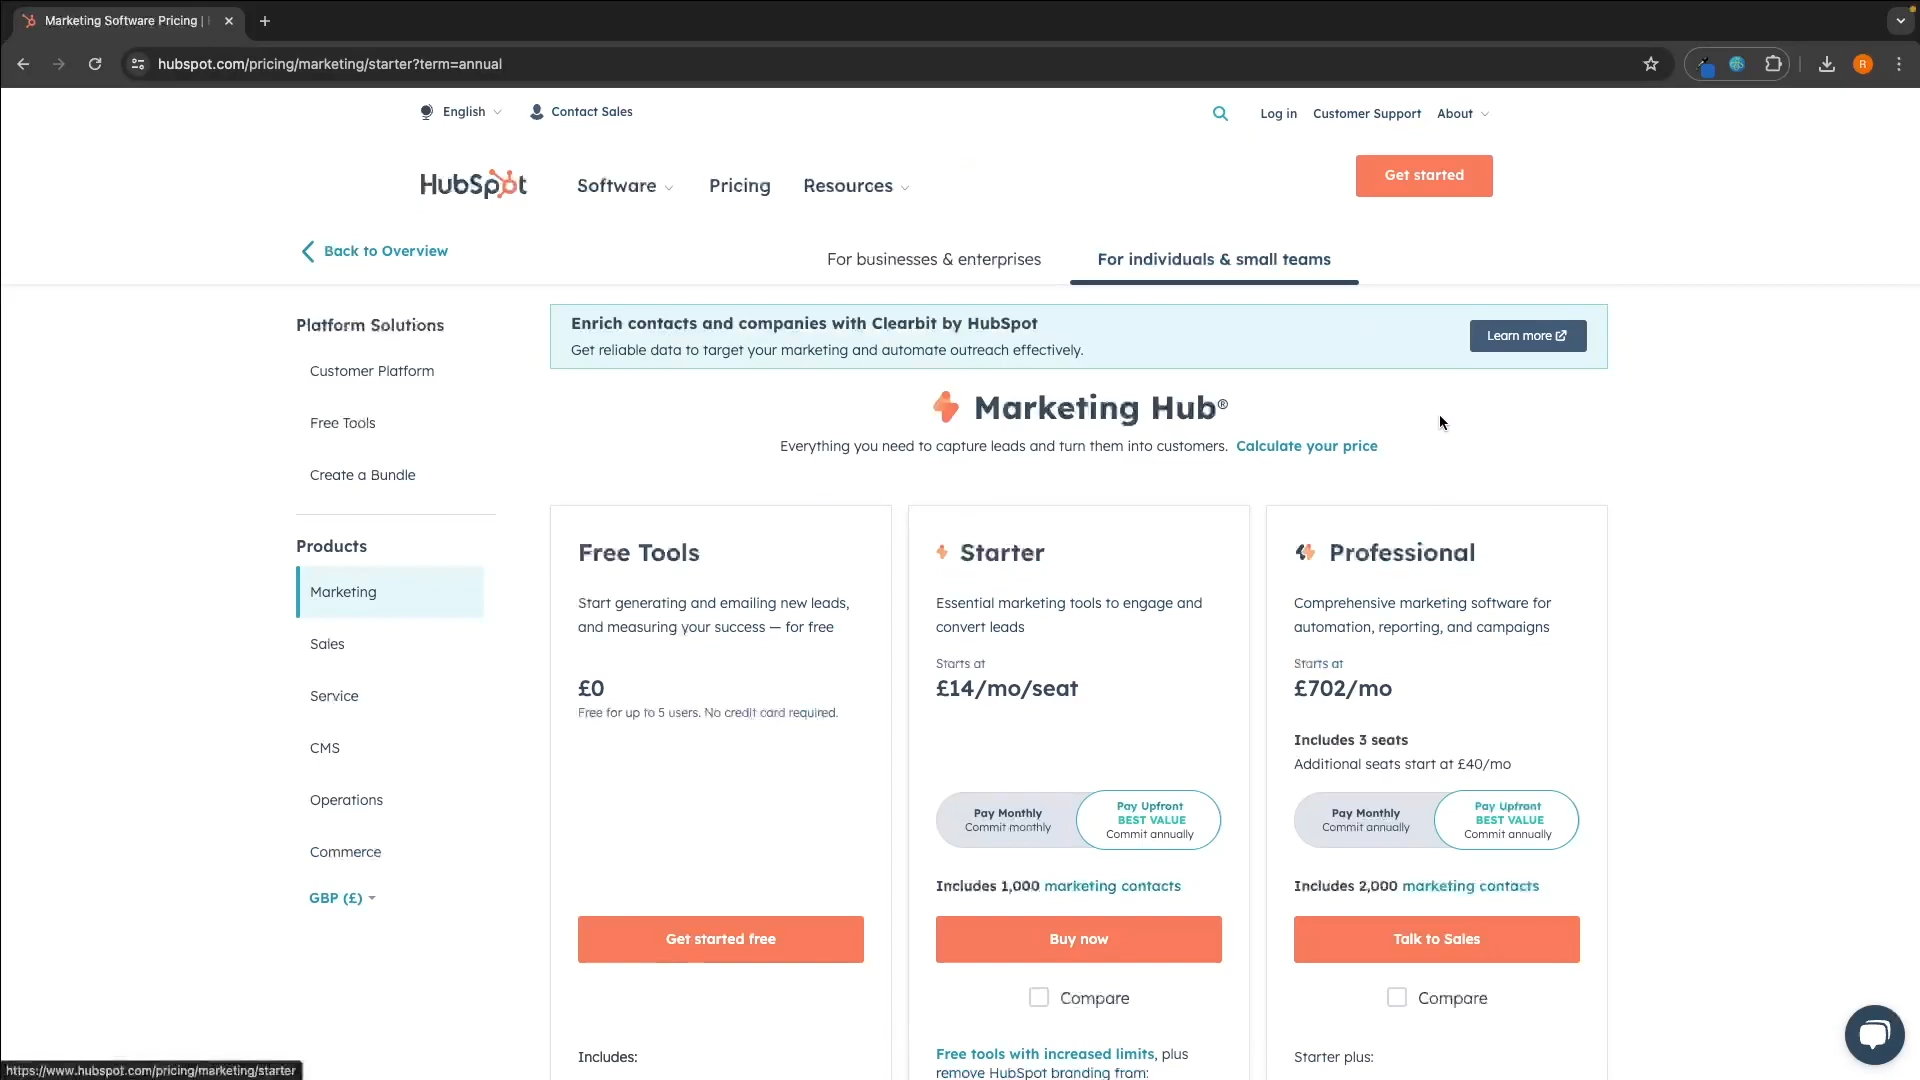 Marketing Software Pricing |
hubspot.com/pricing/marketing/starter?term=annual
R
English
Contact Sales
Log in
Customer Support
About
HubSpot
Software
Pricing
Resources
Get started
Back to Overview
For businesses & enterprises
For individuals & small teams
Platform Solutions
Customer Platform
Free Tools
Create a Bundle
Products
Marketing
Sales
Service
CMS
Operations
Commerce
GBP (£)
Enrich contacts and companies with Clearbit by HubSpot
Get reliable data to target your marketing and automate outreach effectively.
Learn more
Marketing Hub®
Everything you need to capture leads and turn them into customers. Calculate your price
Free Tools
Start generating and emailing new leads,
and measuring your success — for free
£0
Free for up to 5 users. No credit card required.
Get started free
Includes:
Starter
Essential marketing tools to engage and
convert leads
Starts at
£14/mo/seat
Pay Monthly
Commit monthly
Pay Upfront
BEST VALUE
Commit annually
Includes 1,000 marketing contacts
Buy now
Compare
Free tools with increased limits, plus
remove HubSpot branding from:
Professional
Comprehensive marketing software for
automation, reporting, and campaigns
Starts at
£702/mo
Includes 3 seats
Additional seats start at £40/mo
Pay Monthly
Commit annually
Pay Upfront
BEST VALUE
Commit annually
Includes 2,000 marketing contacts
Talk to Sales
Compare
Starter plus:
https://www.hubspot.com/pricing/marketing/starter